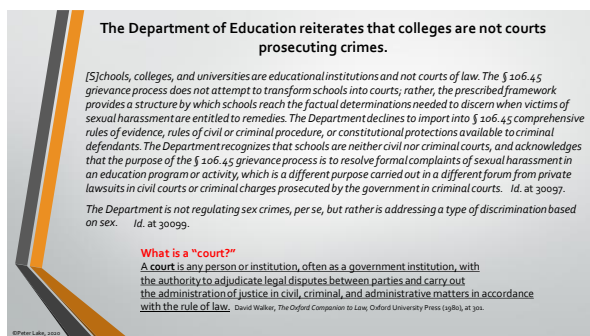 The Department of Education reiterates that colleges are not courts
prosecuting crimes.
[S]chools, colleges, and universities are educational institutions and not courts of law. The § 106.45
grievance process does not attempt to transform schools into courts; rather, the prescribed framework
provides a structure by which schools reach the factual determinations needed to discern when victims of
sexual harassment are entitled to remedies. The Department declines to import into § 106.45 comprehensive
rules of evidence, rules of civil or criminal procedure, or constitutional protections available to criminal
defendants. The Department recognizes that schools are neither civil nor criminal courts, and acknowledges
that the purpose of the § 106.45 grievance process is to resolve formal complaints of sexual harassment in
an education program or activity, which is a different purpose carried out in a different forum from private
lawsuits in civil courts or criminal charges prosecuted by the government in criminal courts. Id. at 30097.
The Department is not regulating sex crimes, per se, but rather is addressing a type of discrimination based
on sex. Id. at 30099.
What is a “court?”
A court is any person or institution, often as a government institution, with
the authority to adjudicate legal disputes between parties and carry out
the administration of justice in civil, criminal, and administrative matters in accordance
with the rule of law. David Walker, The Oxford Companion to Law, Oxford University Press (1980), at 301.
©Peter Lake, 2020